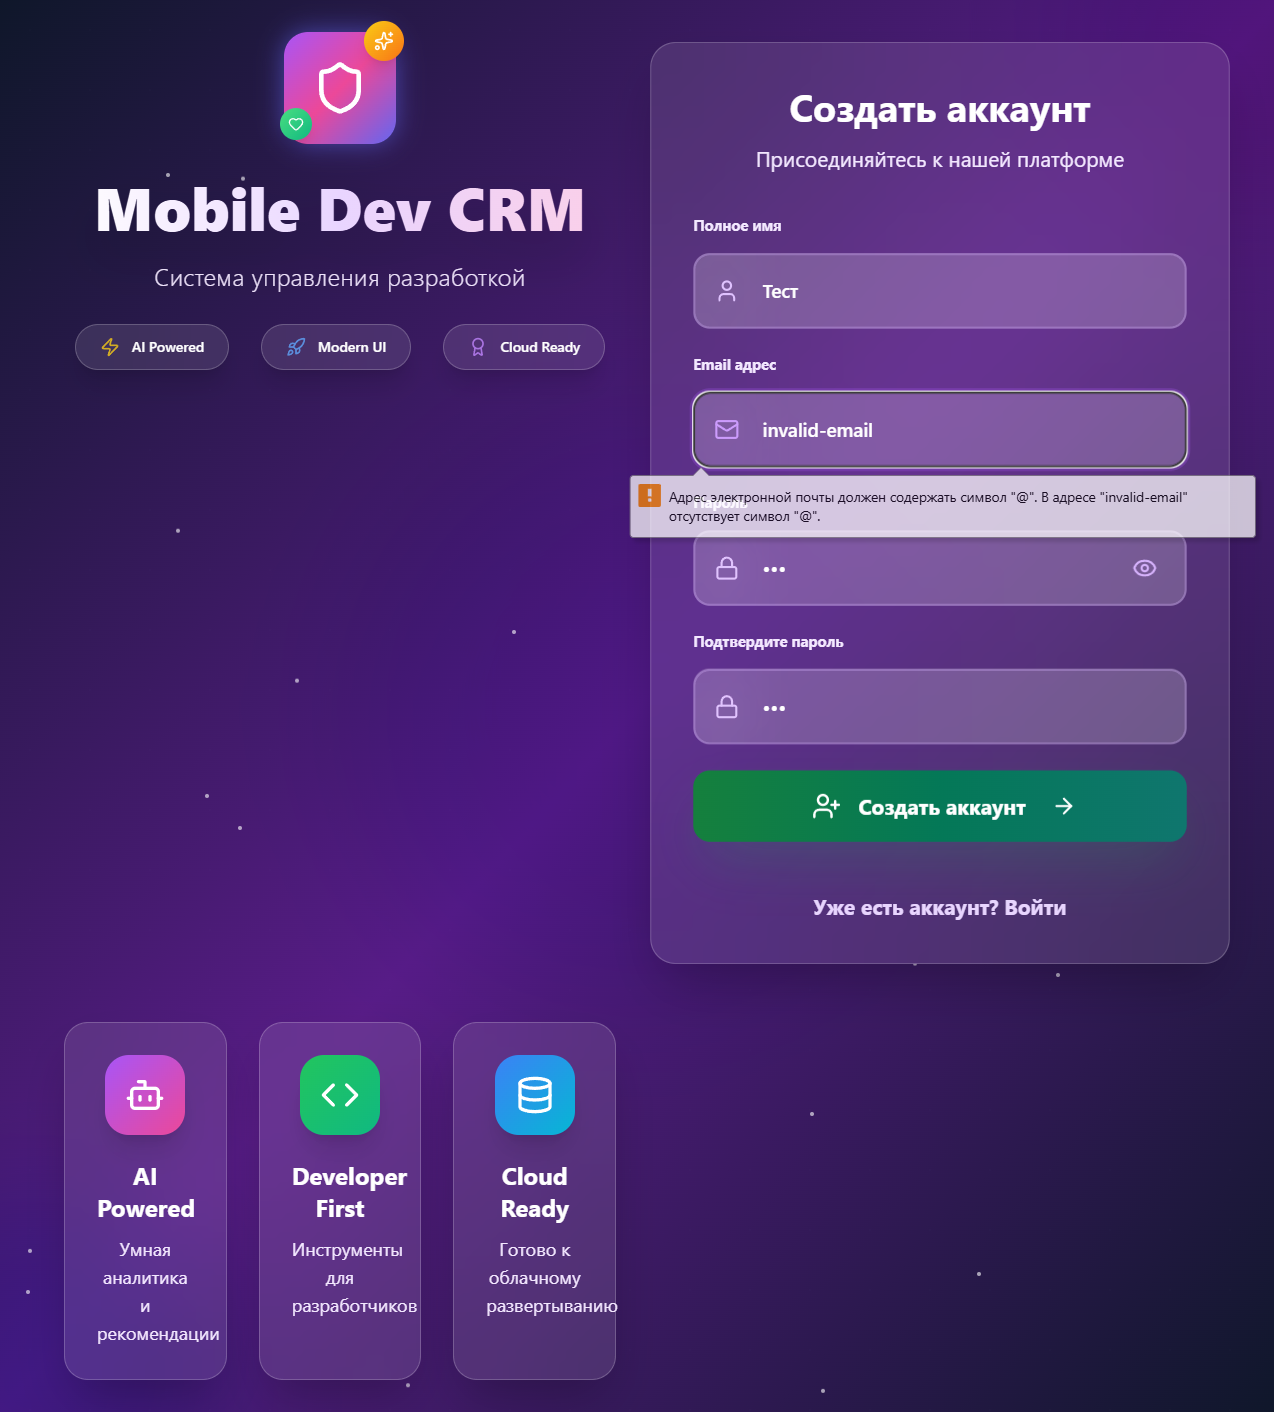 Mobile Dev CRM
Система управления разработкой
AI Powered
Modern UI
Cloud Ready
Создать аккаунт
Присоединяйтесь к нашей платформе
Полное имя
Тест
Email адрес
invalid-email
Адрес электронной почты должен содержать символ "@". В адресе "invalid-email"
отсутствует символ "@".
Пароль
•••
Подтвердите пароль
•••
Создать аккаунт
Уже есть аккаунт? Войти
AI
Powered
Умная
аналитика
и
рекомендации
Developer
First
Инструменты
для
разработчиков
Cloud
Ready
Готово к
облачному
развертыванию